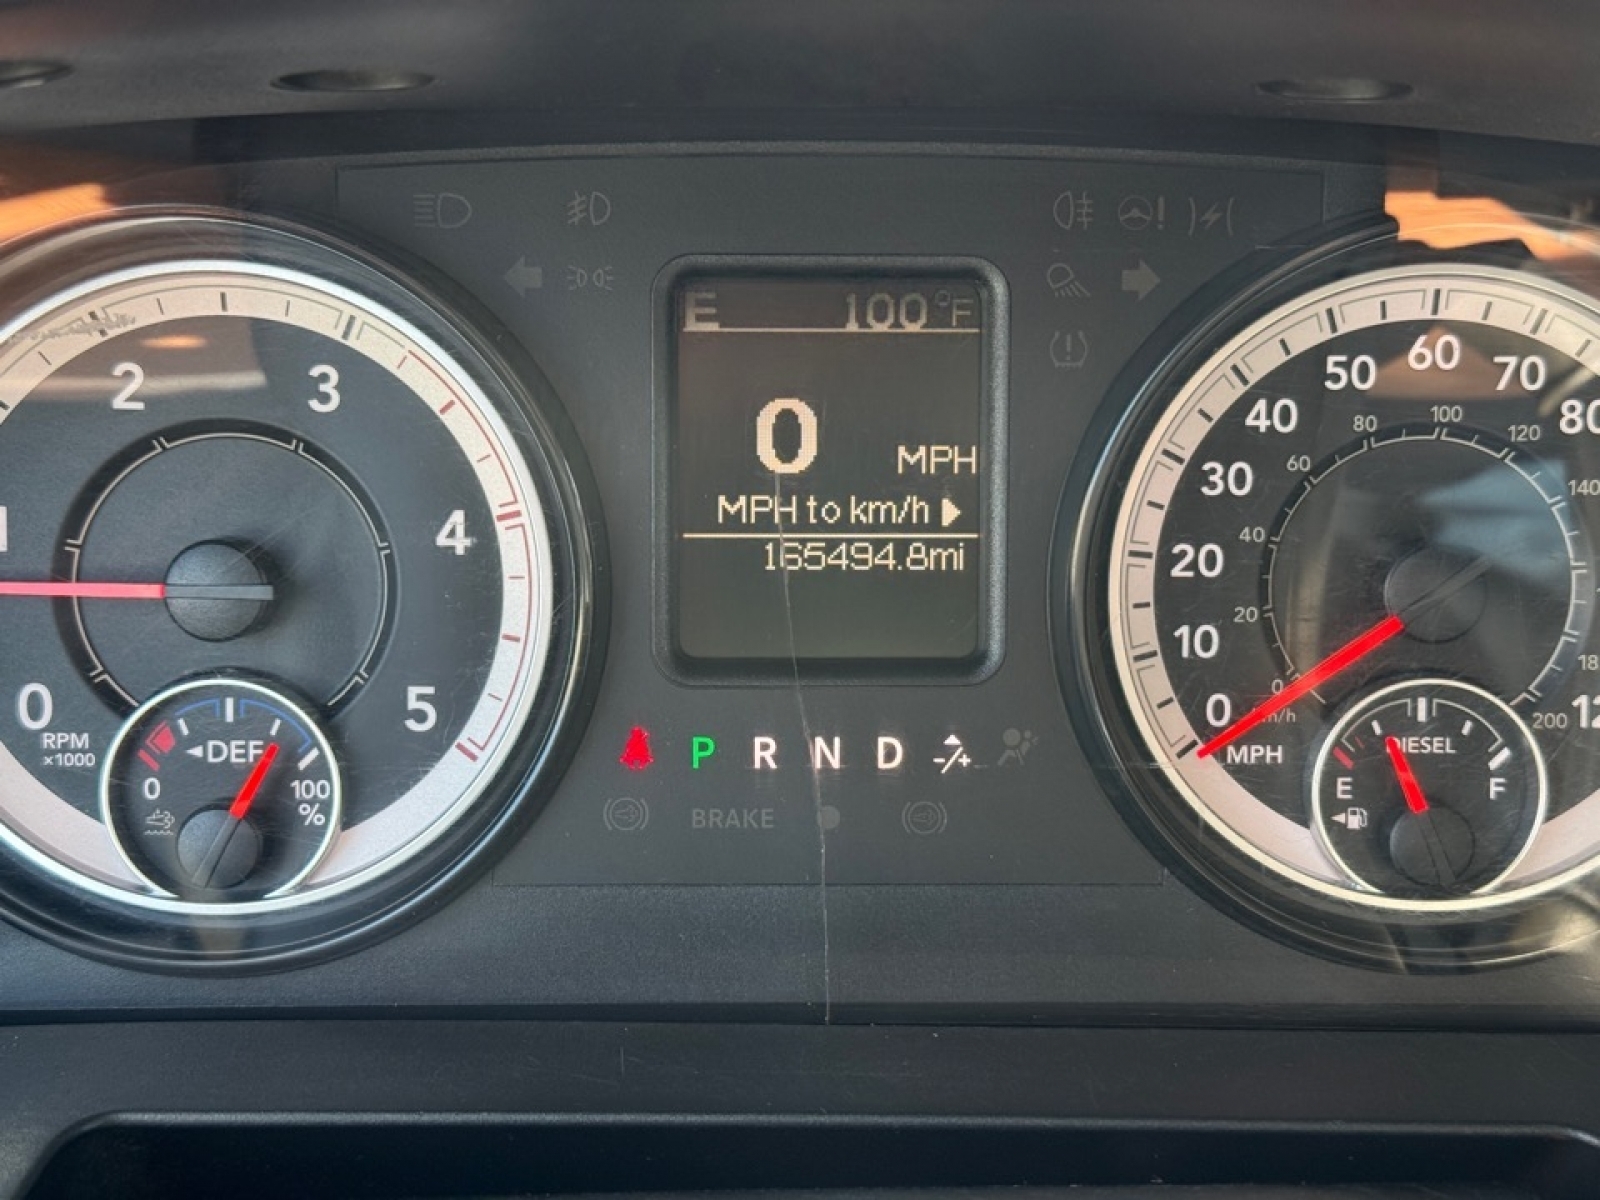 E 100°F
0 MPH
MPH to km/h
165494.8mi
1 2 3 4 5
0
RPM
x1000
DEF
0 100
%
P R N D -/+
BRAKE
0 10 20 30 40 50 60 70 80
MPH
0 20 40 60 80 100 120 140
200
km/h
DIESEL
E F